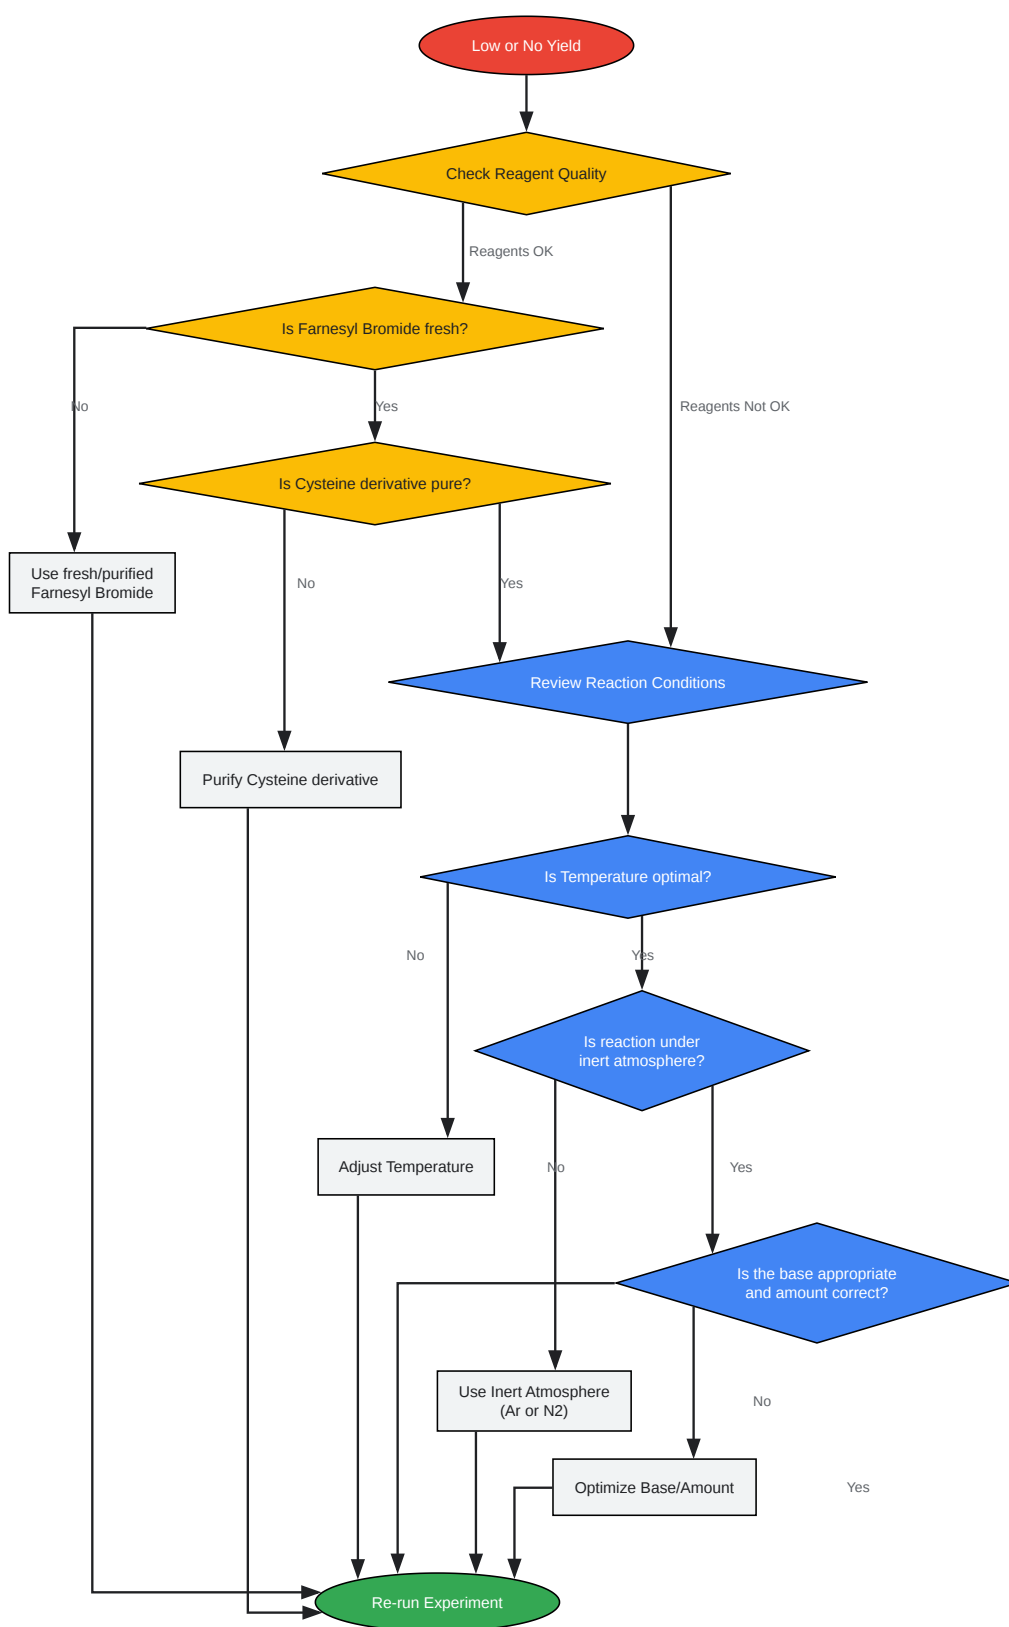 Low or No Yield
Check Reagent Quality
Reagents OK
Is Farnesyl Bromide fresh?
No
Yes
Reagents Not OK
Is Cysteine derivative pure?
Use fresh/purified
Farnesyl Bromide
No
Yes
Review Reaction Conditions
Purify Cysteine derivative
Is Temperature optimal?
No
Yes
Is reaction under
inert atmosphere?
Adjust Temperature
No
Yes
Is the base appropriate
and amount correct?
Use Inert Atmosphere
(Ar or N2)
No
Optimize Base/Amount
Yes
Re-run Experiment